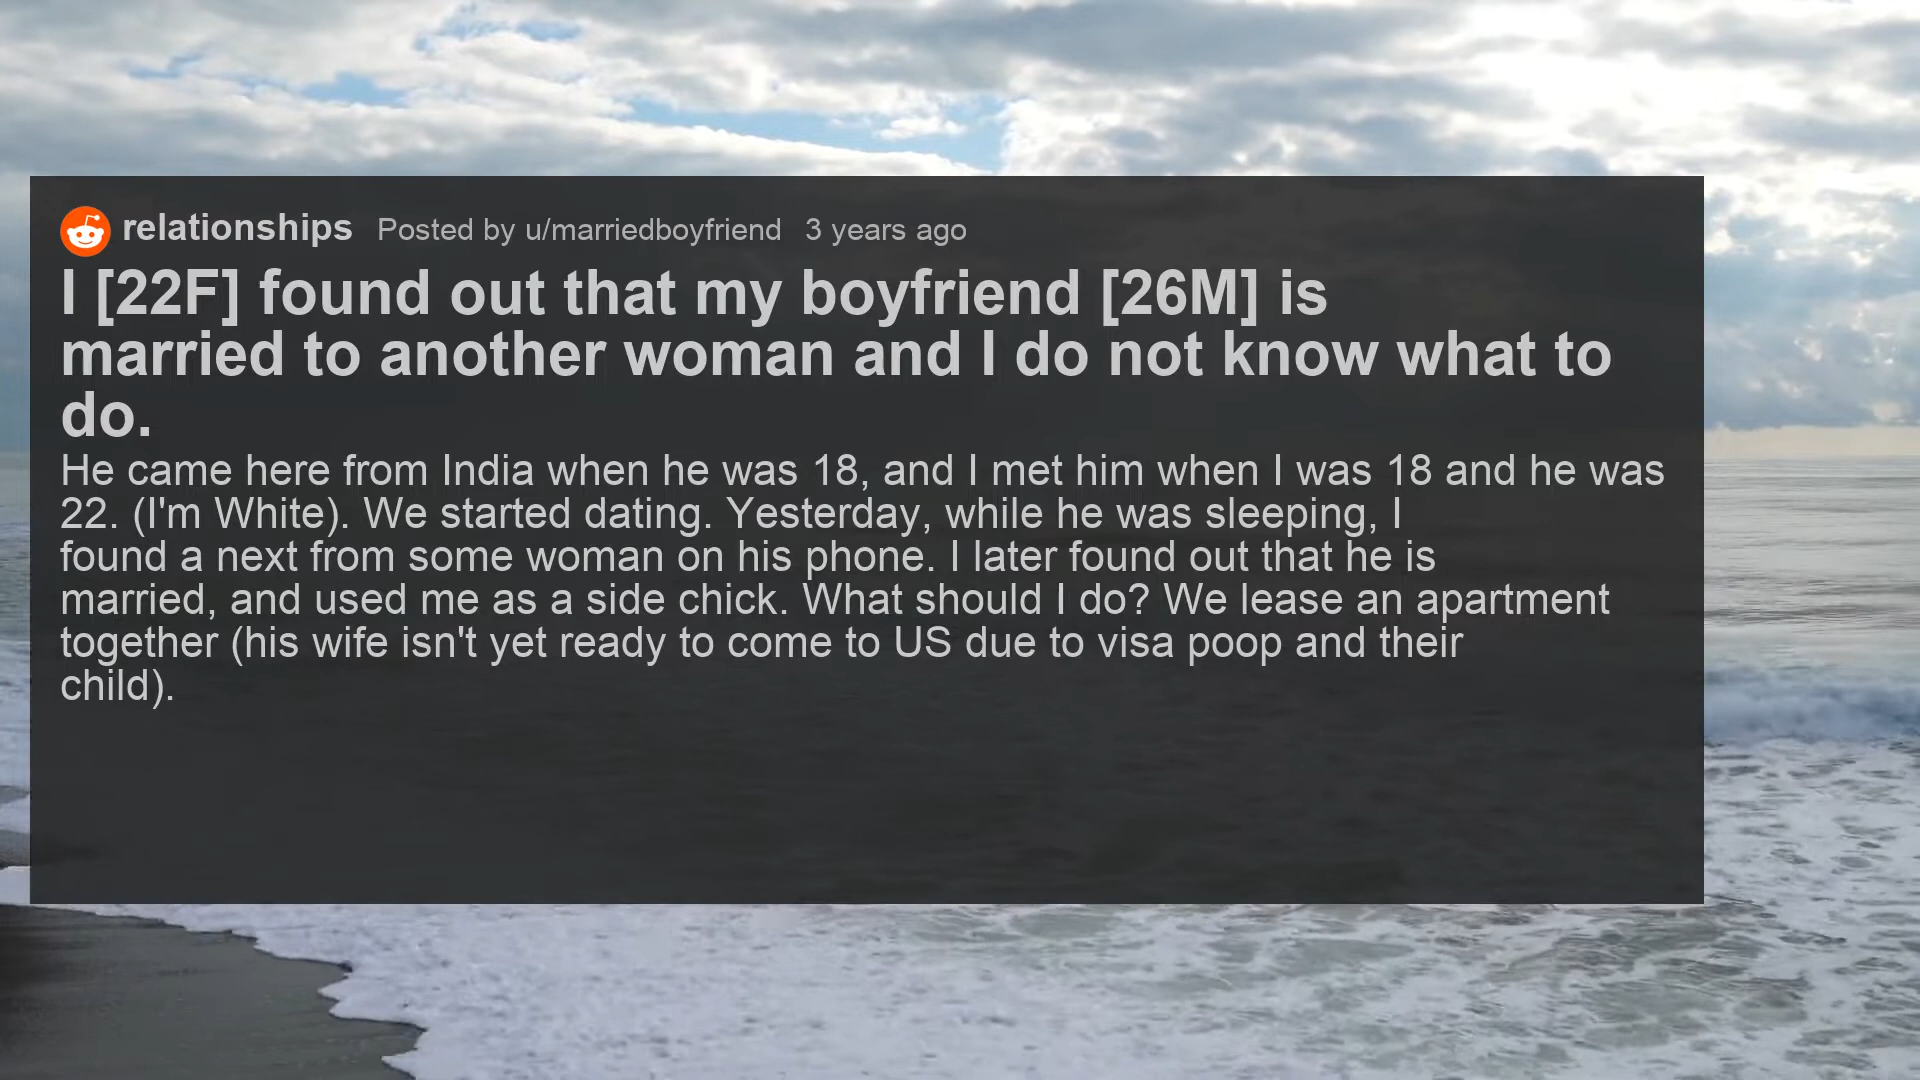 relationships Posted by u/marriedboyfriend 3 years ago
I [22F] found out that my boyfriend [26M] is
married to another woman and I do not know what to
do.
He came here from India when he was 18, and I met him when I was 18 and he was
22. (I'm White). We started dating. Yesterday, while he was sleeping, I
found a next from some woman on his phone. I later found out that he is
married, and used me as a side chick. What should I do? We lease an apartment
together (his wife isn't yet ready to come to US due to visa poop and their
child).